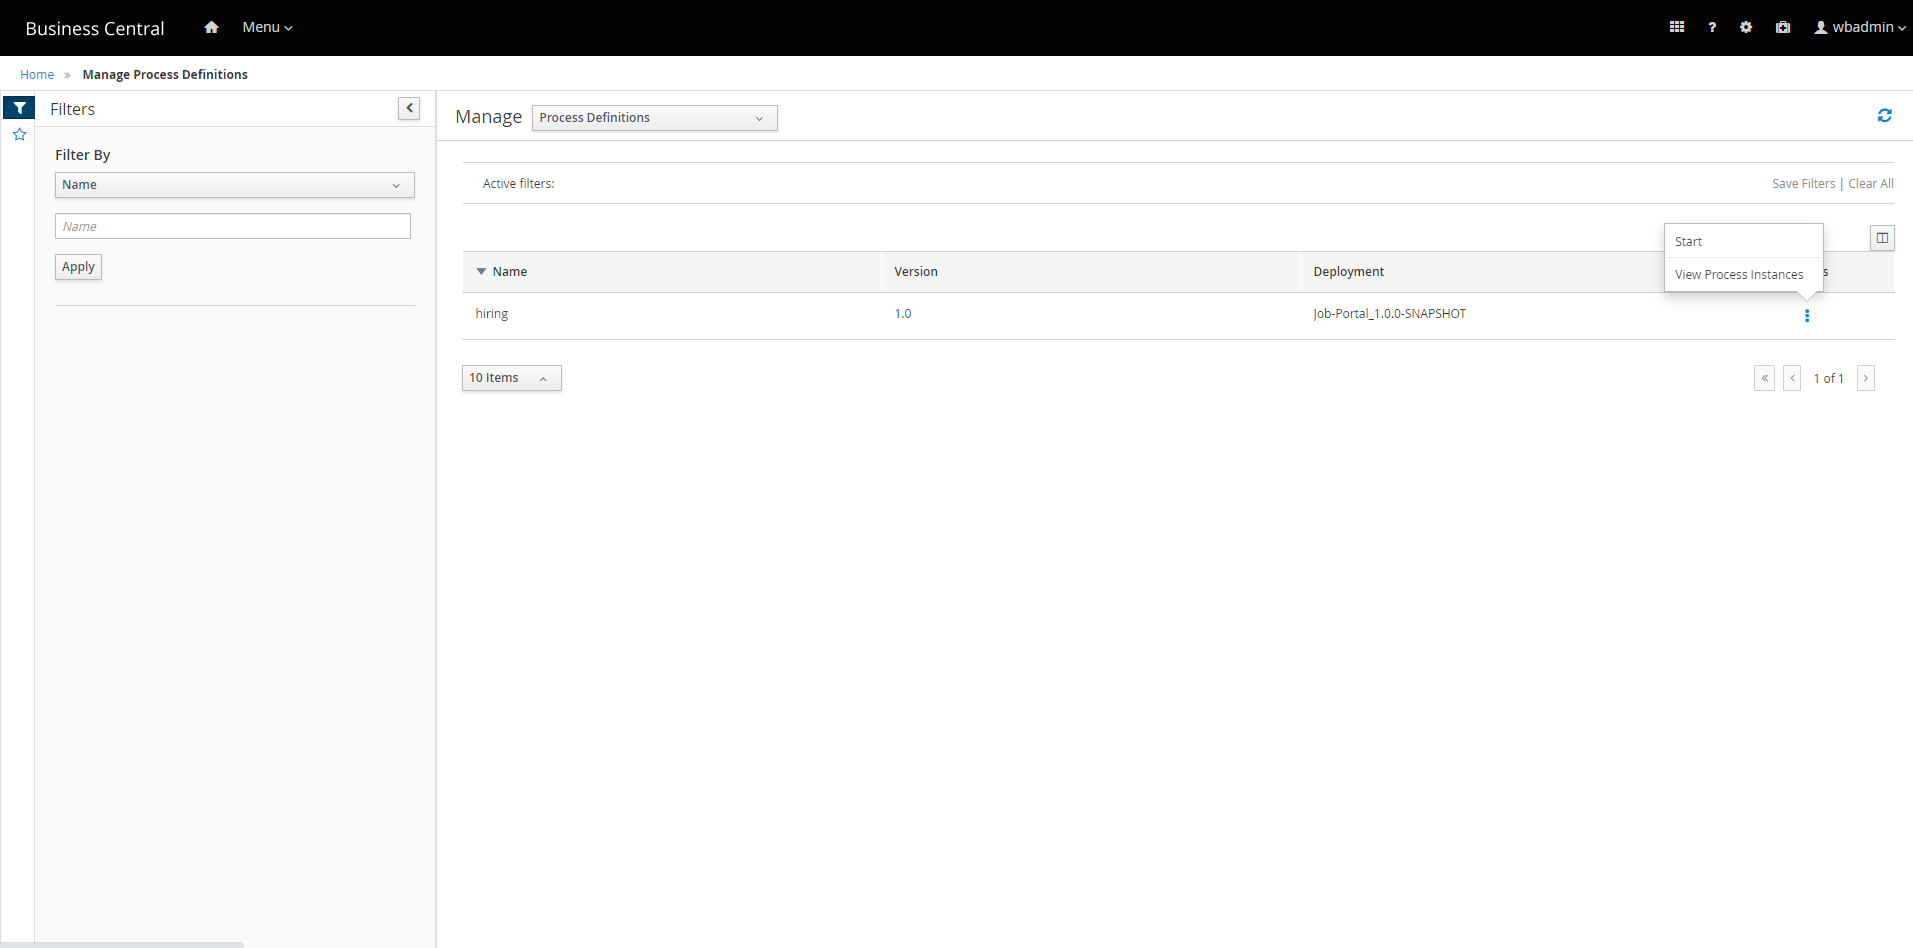 Business Central
Menu
?
wbadmin
Home » Manage Process Definitions
Filters
Filter By
Name
Name
Apply
Manage
Process Definitions
Active filters:
Save Filters | Clear All
Start
View Process Instances
Name
Version
Deployment
s
hiring
1.0
Job-Portal_1.0.0-SNAPSHOT
10 Items
1 of 1